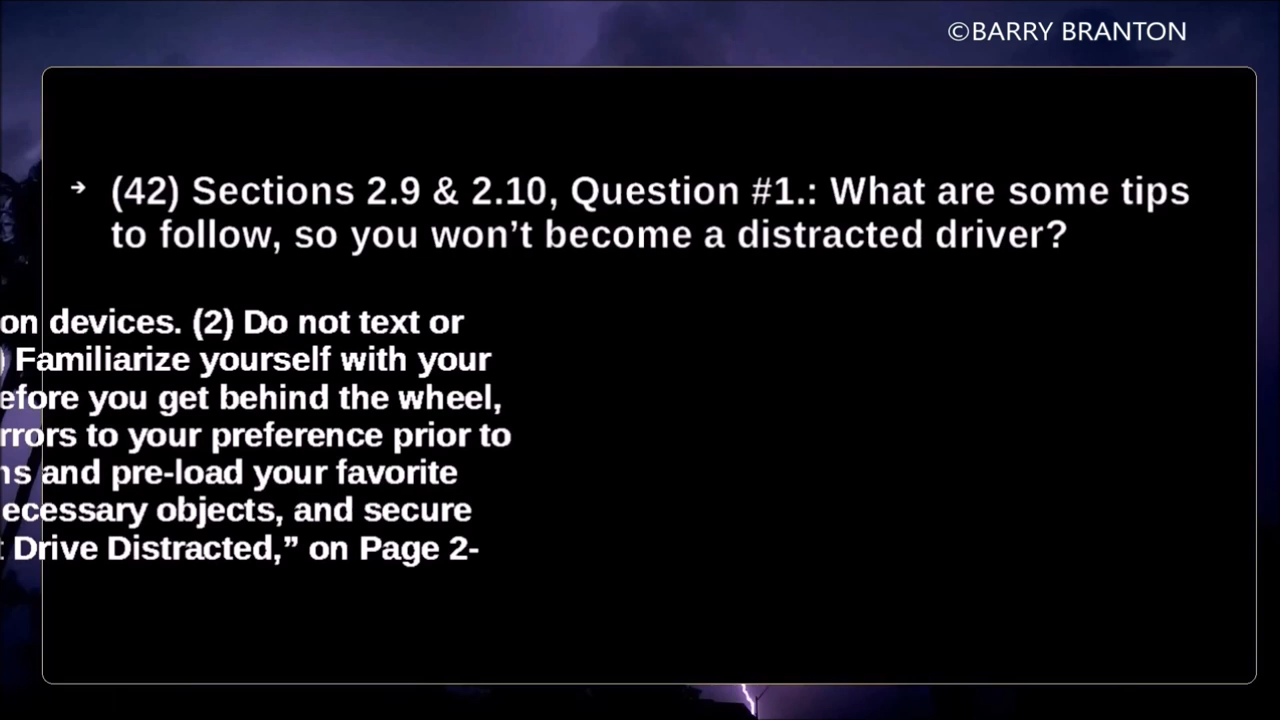 ©BARRY BRANTON
→ (42) Sections 2.9 & 2.10, Question #1.: What are some tips
to follow, so you won’t become a distracted driver?
on devices. (2) Do not text or
) Familiarize yourself with your
efore you get behind the wheel,
rrors to your preference prior to
ns and pre-load your favorite
ecessary objects, and secure
t Drive Distracted,” on Page 2-